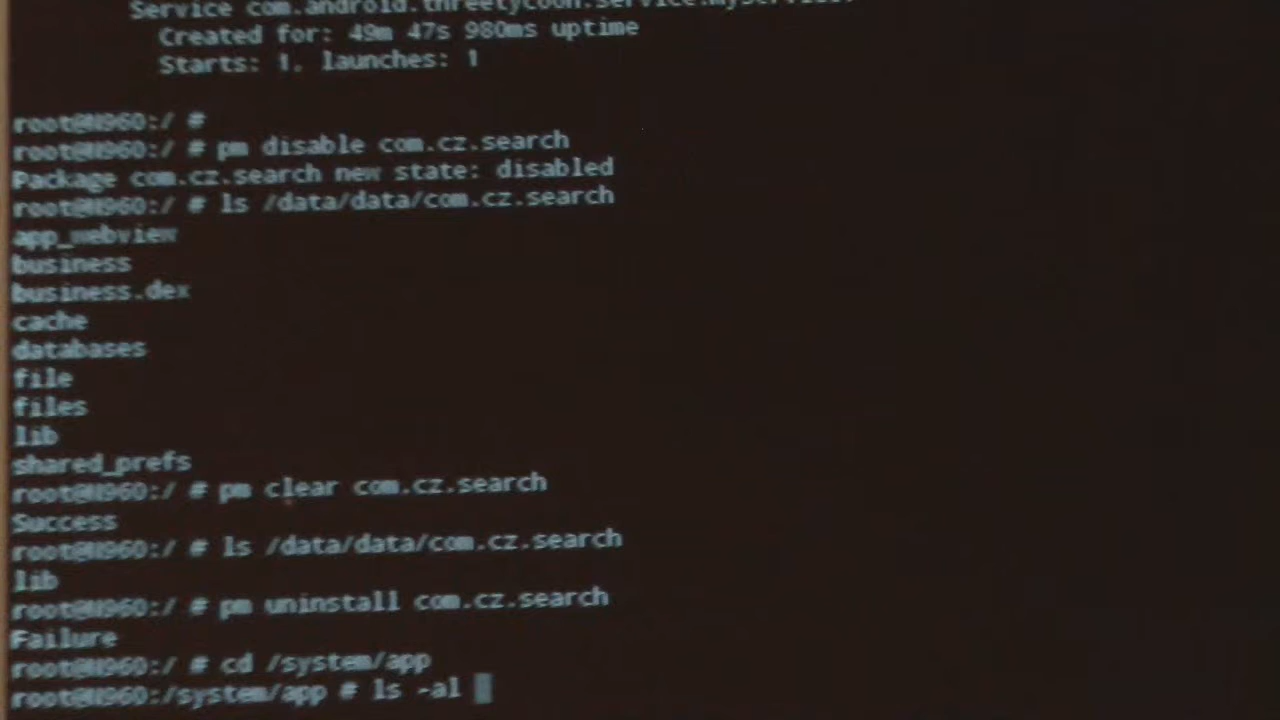 Service com.android.threetycoon.service.
Created for: 49m 47s 980ms uptime
Starts: 1. launches: 1
root@N960:/ #
root@N960:/ # pm disable com.cz.search
Package com.cz.search new state: disabled
root@N960:/ # ls /data/data/com.cz.search
app_webview
business
business.dex
cache
databases
file
files
lib
shared_prefs
root@N960:/ # pm clear com.cz.search
Success
root@N960:/ # ls /data/data/com.cz.search
lib
root@N960:/ # pm uninstall com.cz.search
Failure
root@N960:/ # cd /system/app
root@N960:/system/app # ls -al